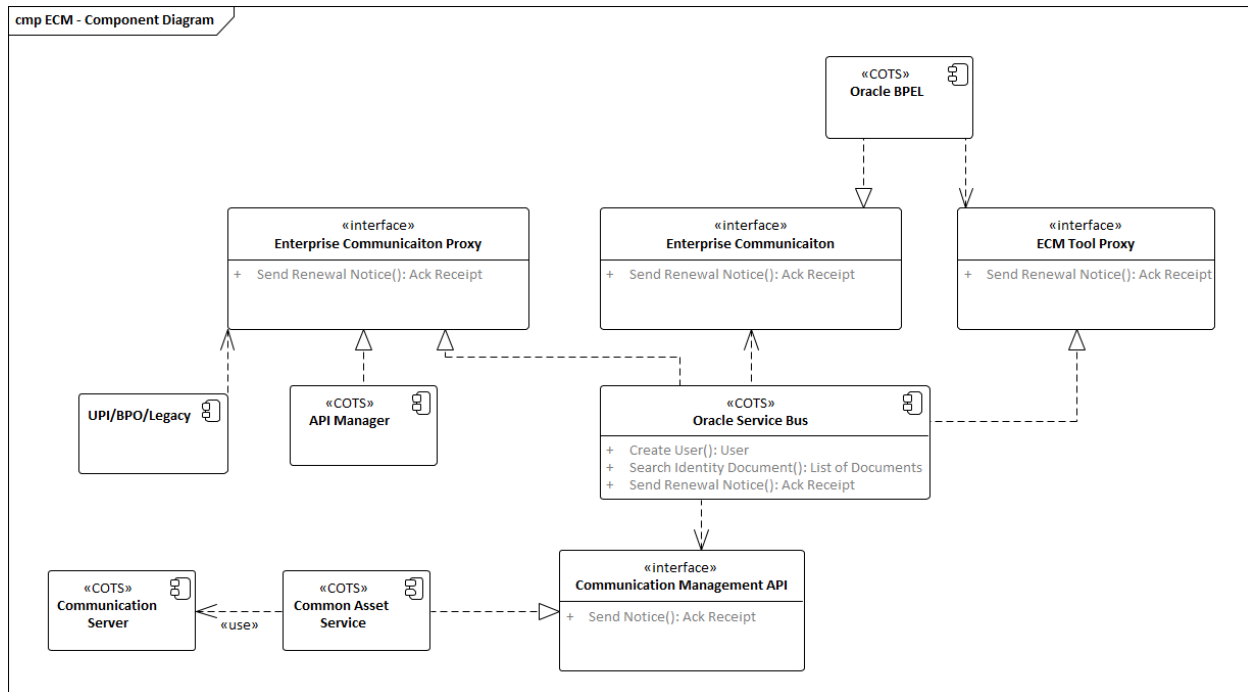 cmp ECM - Component Diagram
«COTS»
Oracle BPEL
«interface»
Enterprise Communicaiton Proxy
+ Send Renewal Notice(): Ack Receipt
«interface»
Enterprise Communicaiton
+ Send Renewal Notice(): Ack Receipt
«interface»
ECM Tool Proxy
+ Send Renewal Notice(): Ack Receipt
UPI/BPO/Legacy
«COTS»
API Manager
«COTS»
Oracle Service Bus
+ Create User(): User
+ Search Identity Document(): List of Documents
+ Send Renewal Notice(): Ack Receipt
«COTS»
Communication
Server
«use»
«COTS»
Common Asset
Service
«interface»
Communication Management API
+ Send Notice(): Ack Receipt